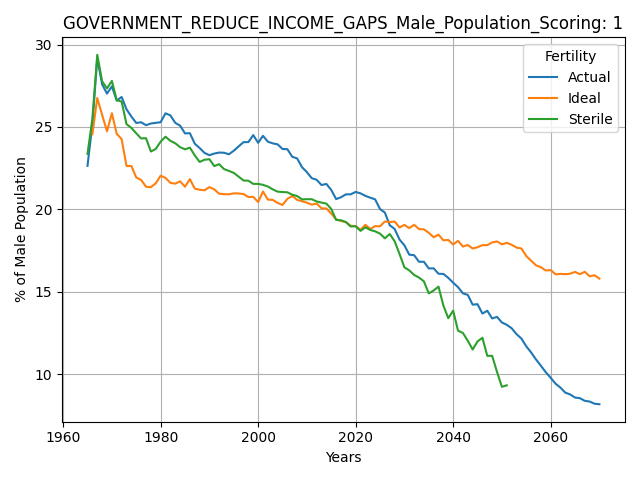 GOVERNMENT_REDUCE_INCOME_GAPS_Male_Population_Scoring: 1
30
25
20
15
10
% of Male Population
Fertility
Actual
Ideal
Sterile
1960 1980 2000 2020 2040 2060
Years